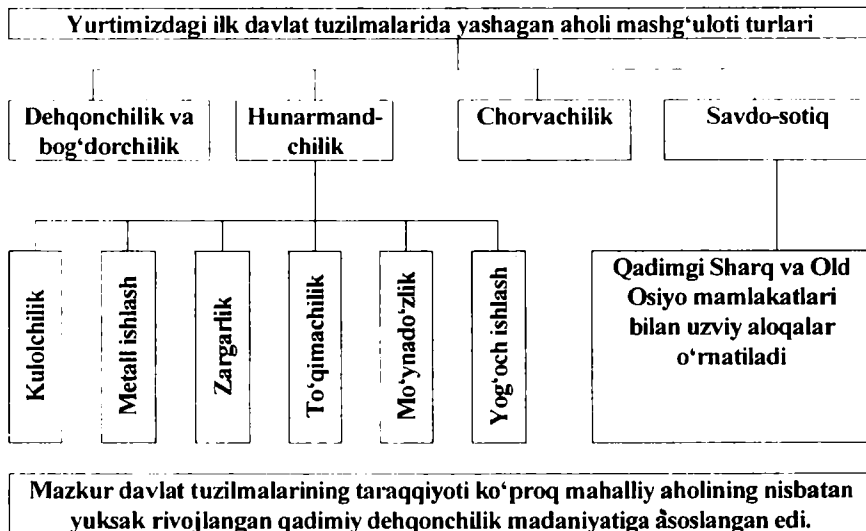 Yurtimizdagi ilk davlat tuzilmalarida yashagan aholi mashg‘uloti turlari
Dehqonchilik va
bog‘dorchilik
Hunarmand-
chilik
Chorvachilik
Savdo-sotiq
Kulolchilik
Metall ishlash
Zargarlik
To‘qimachilik
Mo‘ynado‘zlik
Yog‘och ishlash
Qadimgi Sharq va Old
Osiyo mamlakatlari
bilan uzviy aloqalar
o‘rnatiladi
Mazkur davlat tuzilmalarining taraqqiyoti ko‘proq mahalliy aholining nisbatan
yuksak rivojlangan qadimiy dehqonchilik madaniyatiga àsoslangan edi.